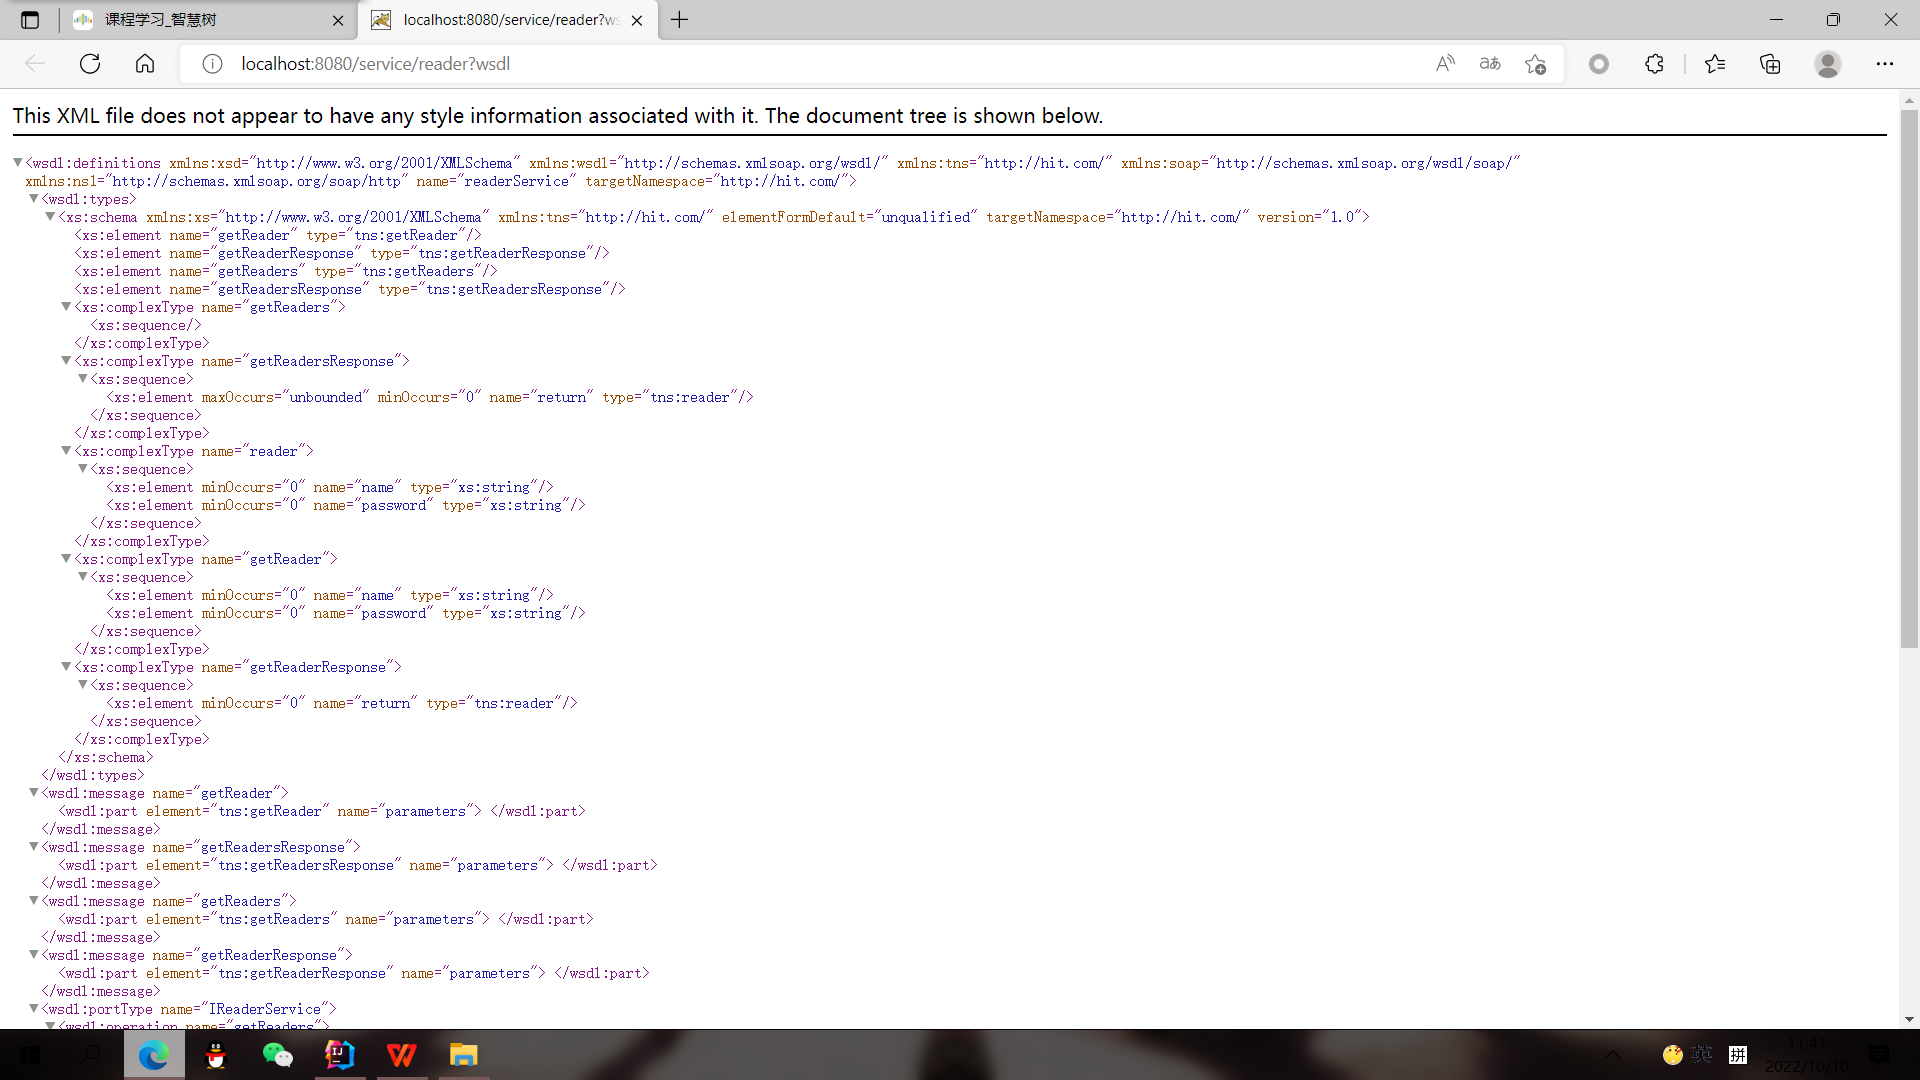 课程学习_智慧树
localhost:8080/service/reader?ws
localhost:8080/service/reader?wsdl
This XML file does not appear to have any style information associated with it. The document tree is shown below.
▼<wsdl:definitions xmlns:xsd="http://www.w3.org/2001/XMLSchema" xmlns:wsdl="http://schemas.xmlsoap.org/wsdl/" xmlns:tns="http://hit.com/" xmlns:soap="http://schemas.xmlsoap.org/wsdl/soap/"
xmlns:ns1="http://schemas.xmlsoap.org/soap/http" name="readerService" targetNamespace="http://hit.com/">
▼<wsdl:types>
▼<xs:schema xmlns:xs="http://www.w3.org/2001/XMLSchema" xmlns:tns="http://hit.com/" elementFormDefault="unqualified" targetNamespace="http://hit.com/" version="1.0">
<xs:element name="getReader" type="tns:getReader"/>
<xs:element name="getReaderResponse" type="tns:getReaderResponse"/>
<xs:element name="getReaders" type="tns:getReaders"/>
<xs:element name="getReadersResponse" type="tns:getReadersResponse"/>
▼<xs:complexType name="getReaders">
<xs:sequence/>
</xs:complexType>
▼<xs:complexType name="getReadersResponse">
▼<xs:sequence>
<xs:element maxOccurs="unbounded" minOccurs="0" name="return" type="tns:reader"/>
</xs:sequence>
</xs:complexType>
▼<xs:complexType name="reader">
▼<xs:sequence>
<xs:element minOccurs="0" name="name" type="xs:string"/>
<xs:element minOccurs="0" name="password" type="xs:string"/>
</xs:sequence>
</xs:complexType>
▼<xs:complexType name="getReader">
▼<xs:sequence>
<xs:element minOccurs="0" name="name" type="xs:string"/>
<xs:element minOccurs="0" name="password" type="xs:string"/>
</xs:sequence>
</xs:complexType>
▼<xs:complexType name="getReaderResponse">
▼<xs:sequence>
<xs:element minOccurs="0" name="return" type="tns:reader"/>
</xs:sequence>
</xs:complexType>
</xs:schema>
</wsdl:types>
▼<wsdl:message name="getReader">
<wsdl:part element="tns:getReader" name="parameters"> </wsdl:part>
</wsdl:message>
▼<wsdl:message name="getReadersResponse">
<wsdl:part element="tns:getReadersResponse" name="parameters"> </wsdl:part>
</wsdl:message>
▼<wsdl:message name="getReaders">
<wsdl:part element="tns:getReaders" name="parameters"> </wsdl:part>
</wsdl:message>
▼<wsdl:message name="getReaderResponse">
<wsdl:part element="tns:getReaderResponse" name="parameters"> </wsdl:part>
</wsdl:message>
▼<wsdl:portType name="IReaderService">
▼<wsdl:operation name="getReaders">
英 拼
11:41
2022/10/10